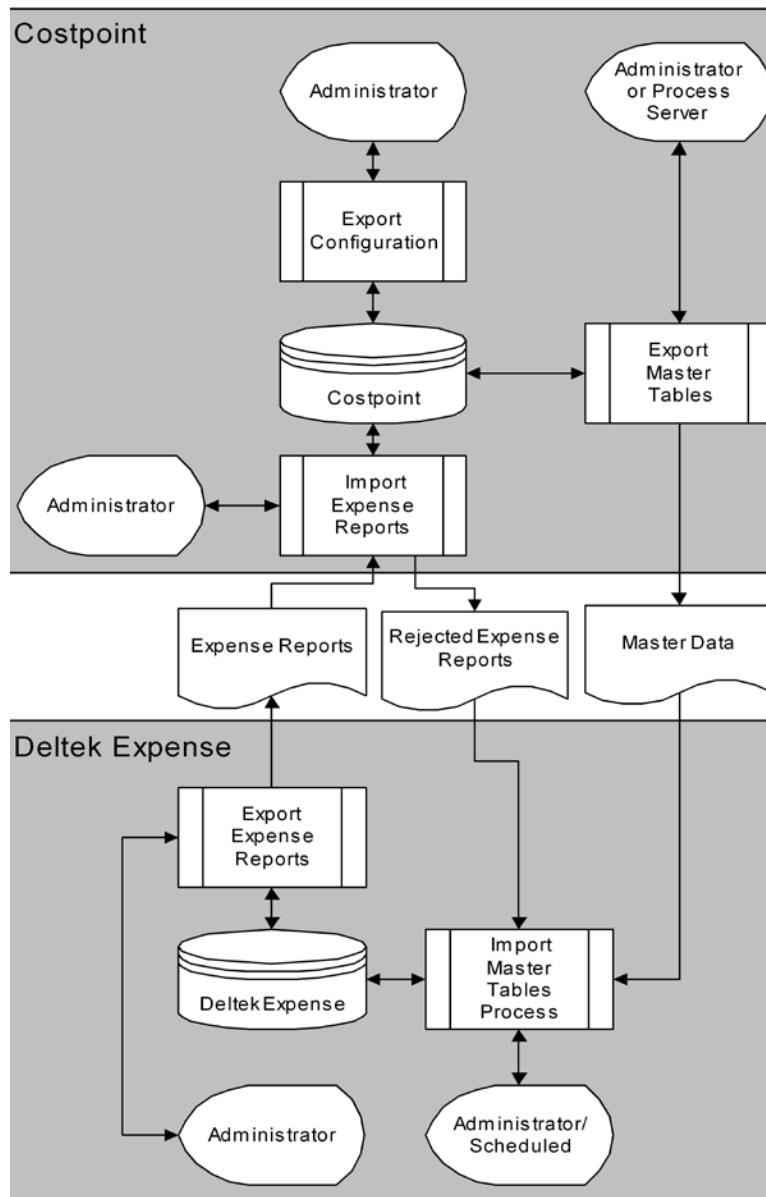 Costpoint
Administrator
Administrator
or Process
Server
Export
Configuration
Costpoint
Export
Master
Tables
Administrator
Import
Expense
Reports
Expense Reports
Rejected Expense
Reports
Master Data
Deltek Expense
Export
Expense
Reports
Deltek Expense
Import
Master
Tables
Process
Administrator
Administrator/
Scheduled